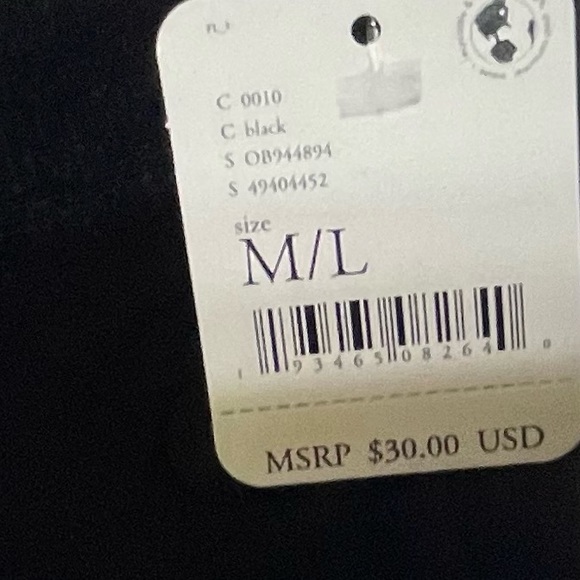 C 0010
C black
S OB944894
S 49404452
size
M/L
1 93465 08264 0
MSRP $30.00 USD